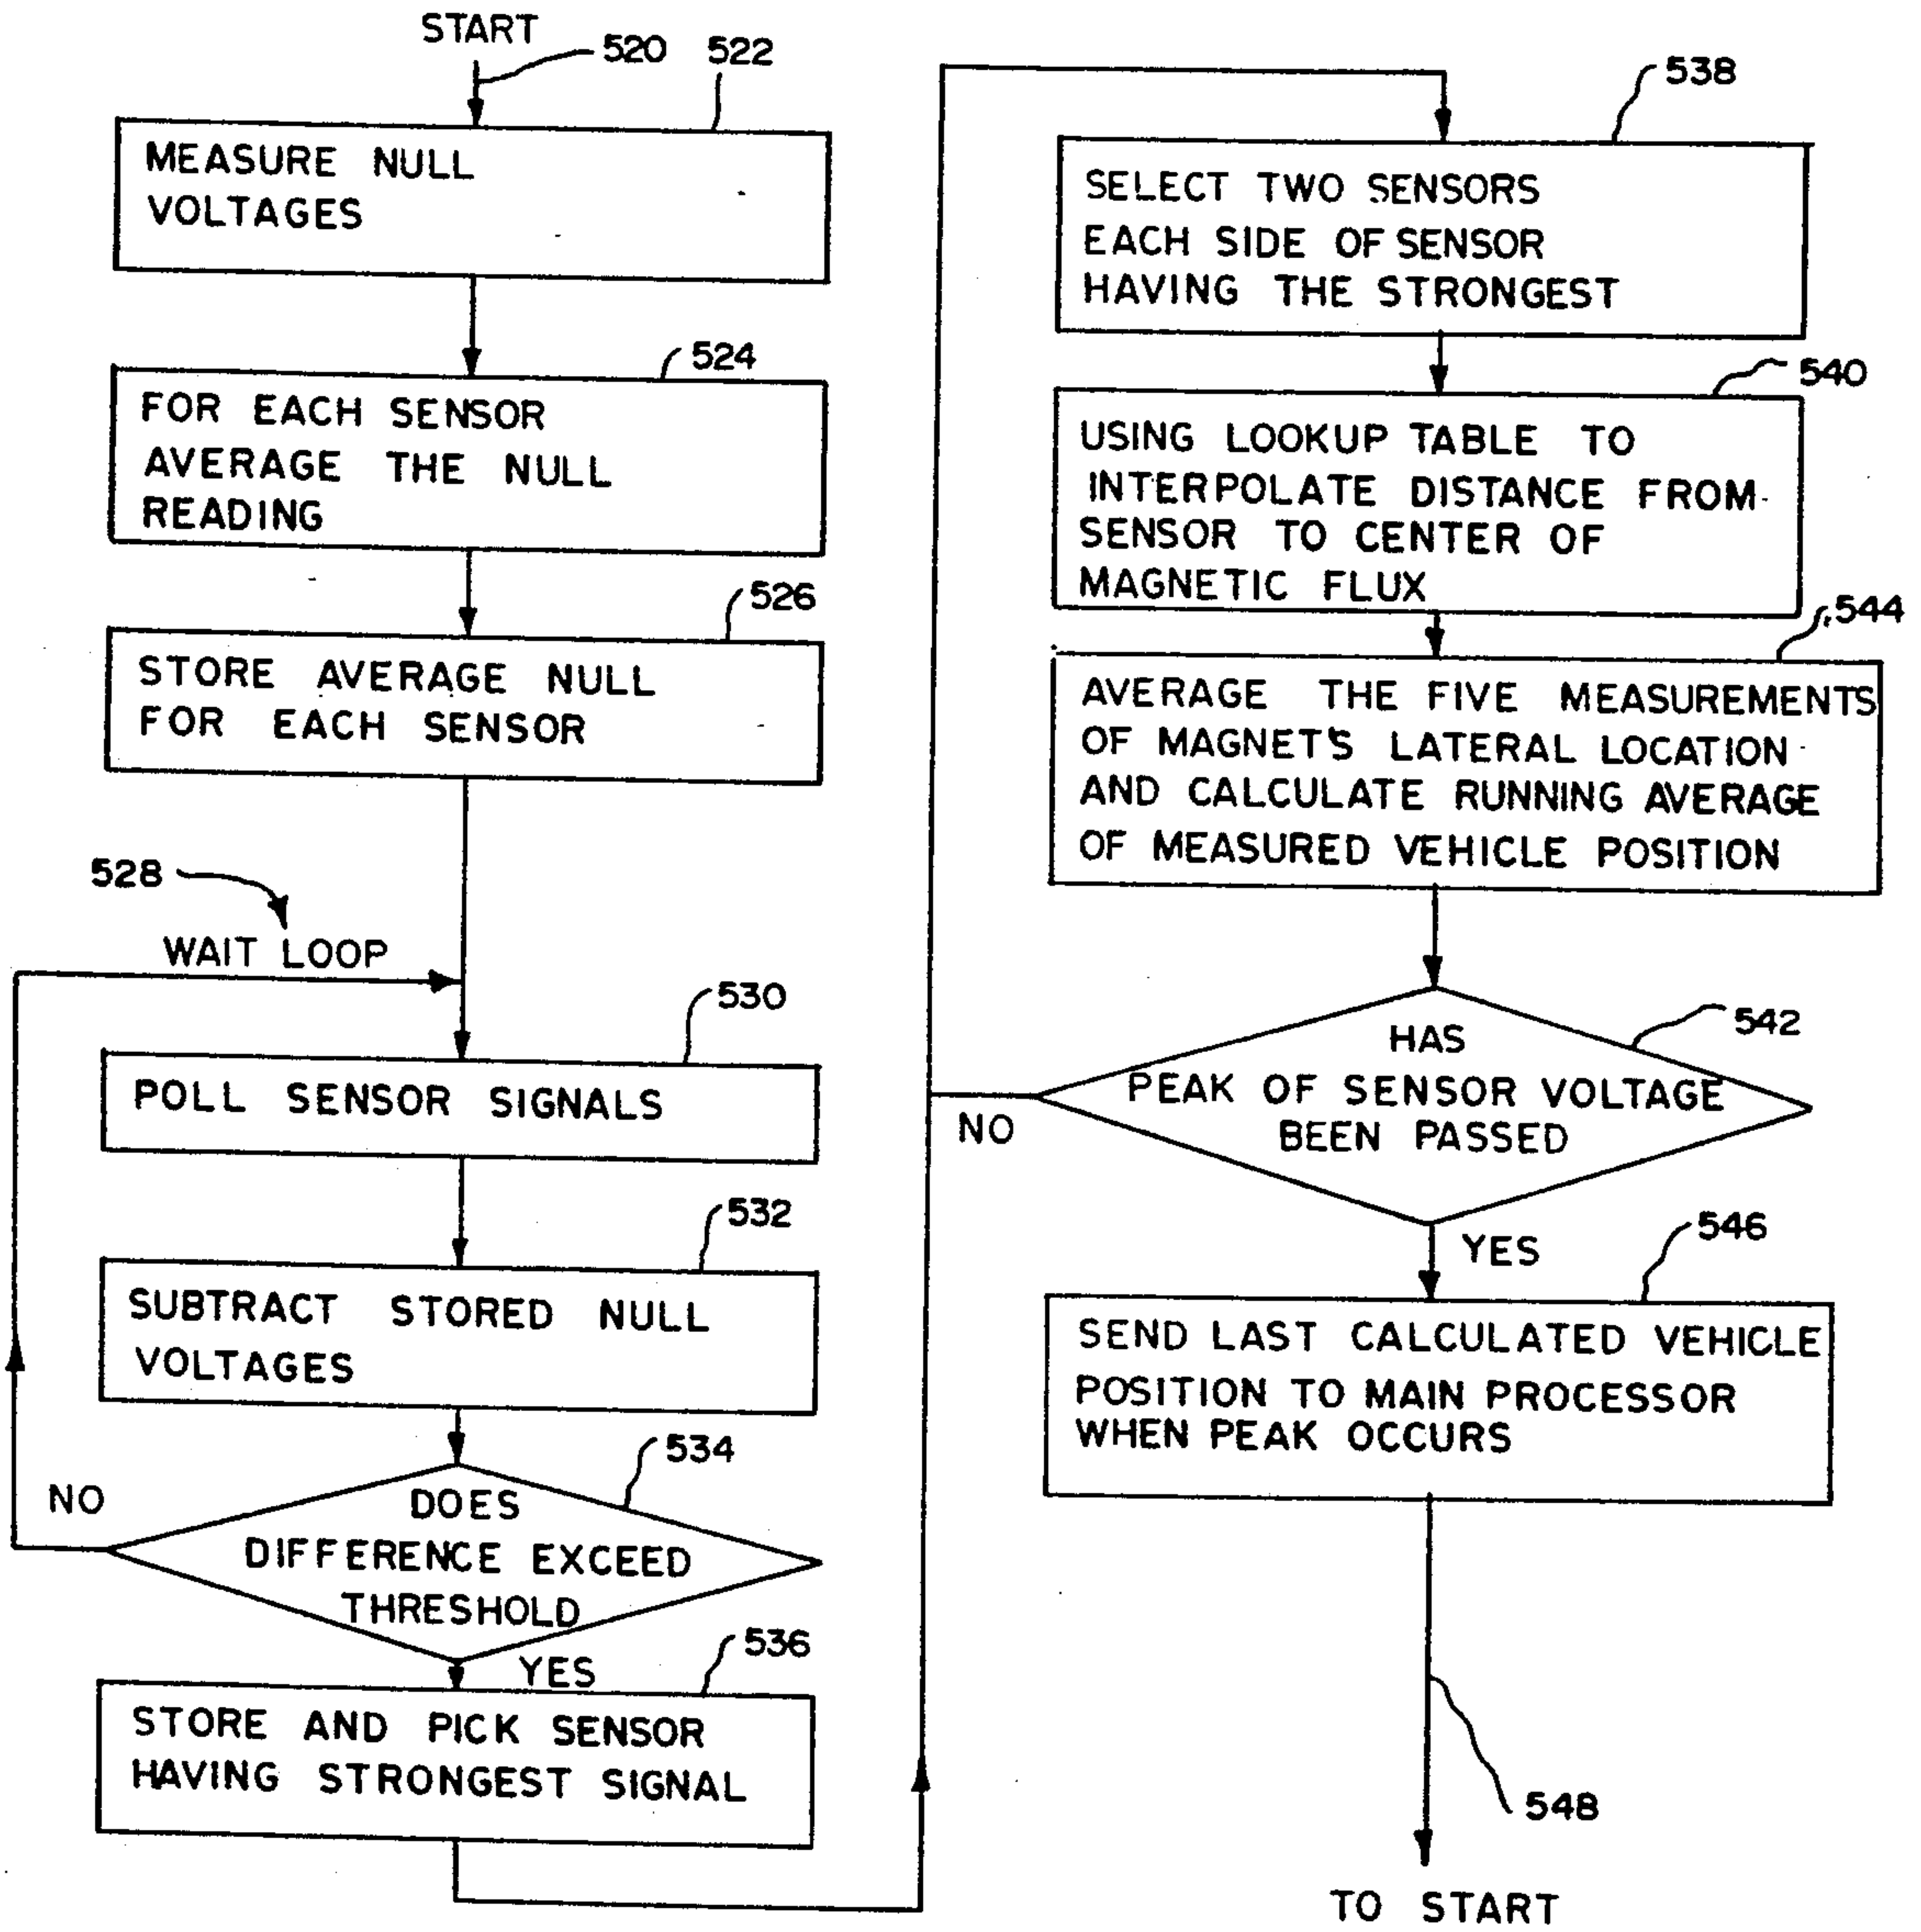 START
520
522
MEASURE NULL
VOLTAGES
524
FOR EACH SENSOR
AVERAGE THE NULL
READING
526
STORE AVERAGE NULL
FOR EACH SENSOR
528
WAIT LOOP
530
POLL SENSOR SIGNALS
532
SUBTRACT STORED NULL
VOLTAGES
534
NO
DOES
DIFFERENCE EXCEED
THRESHOLD
YES
536
STORE AND PICK SENSOR
HAVING STRONGEST SIGNAL
538
SELECT TWO SENSORS
EACH SIDE OF SENSOR
HAVING THE STRONGEST
540
USING LOOKUP TABLE TO
INTERPOLATE DISTANCE FROM
SENSOR TO CENTER OF
MAGNETIC FLUX
544
AVERAGE THE FIVE MEASUREMENTS
OF MAGNET'S LATERAL LOCATION
AND CALCULATE RUNNING AVERAGE
OF MEASURED VEHICLE POSITION
542
HAS
PEAK OF SENSOR VOLTAGE
BEEN PASSED
NO
YES
546
SEND LAST CALCULATED VEHICLE
POSITION TO MAIN PROCESSOR
WHEN PEAK OCCURS
548
TO START